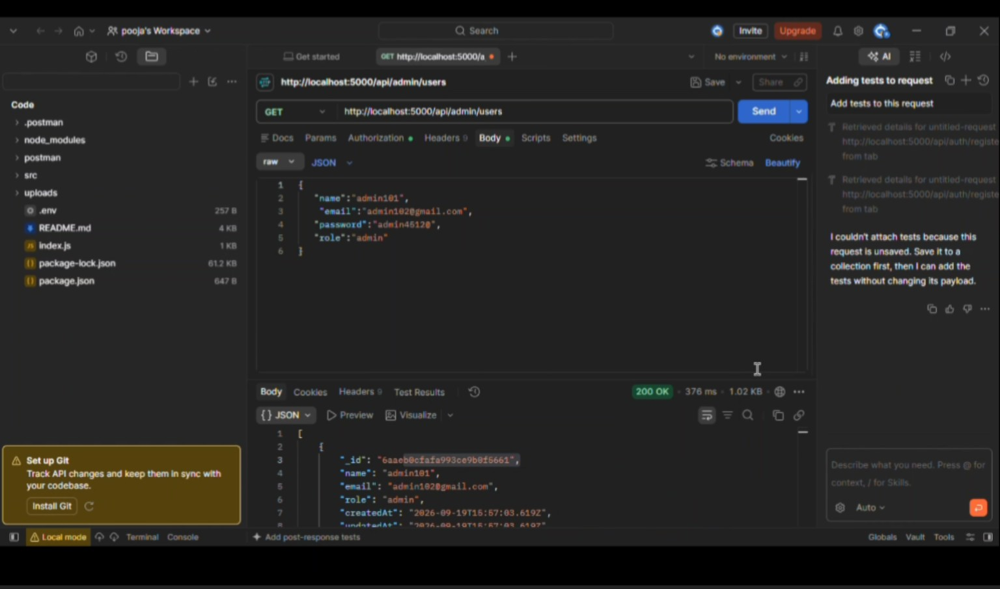 pooja's Workspace
Search
Invite
Upgrade
Get started
GET http://localhost:5000/a
No environment
AI
http://localhost:5000/api/admin/users
Save
Share
Adding tests to request
GET
http://localhost:5000/api/admin/users
Send
Add tests to this request
Code
.postman
node_modules
postman
src
uploads
.env 257 B
README.md 4 KB
index.js 1 KB
package-lock.json 61.2 KB
package.json 647 B
Docs Params Authorization Headers 9 Body Scripts Settings Cookies
raw JSON Schema Beautify
1 {
2 "name":"admin101",
3 "email":"admin102@gmail.com",
4 "password":"admin4512@",
5 "role":"admin"
6 }
Retrieved details for untitled-request
http://localhost:5000/api/auth/registe
from tab
Retrieved details for untitled-request
http://localhost:5000/api/auth/registe
from tab
I couldn't attach tests because this
request is unsaved. Save it to a
collection first, then I can add the
tests without changing its payload.
Body Cookies Headers 9 Test Results 200 OK 376 ms 1.02 KB
{} JSON Preview Visualize
1 [
2 {
3 "_id": "6aaeb0cfafa993ce9b0f5661",
4 "name": "admin101",
5 "email": "admin102@gmail.com",
6 "role": "admin",
7 "createdAt": "2026-09-19T15:57:03.619Z",
8 "updatedAt": "2026-09-19T15:57:03.619Z"
Set up Git
Track API changes and keep them in sync with
your codebase.
Install Git
Describe what you need. Press @ for
context, / for Skills.
Auto
Local mode Terminal Console Add post-response tests Globals Vault Tools